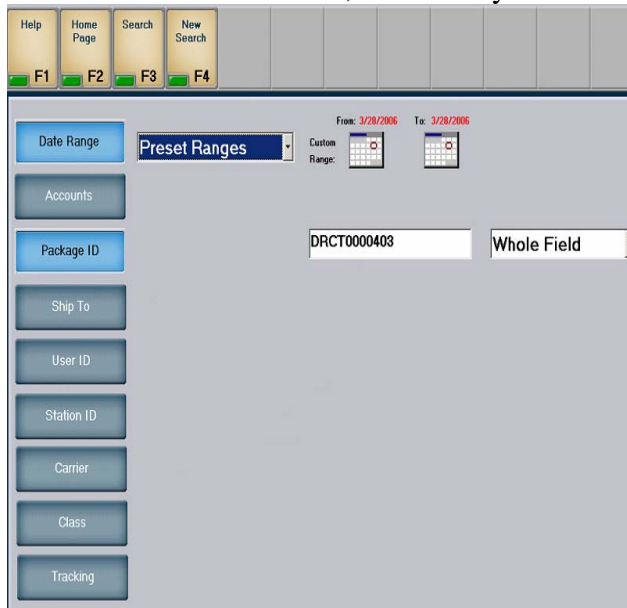 Help
Home Page
Search
New Search
F1 F2 F3 F4
From: 3/28/2006 To: 3/28/2006
Date Range
Preset Ranges
Custom Range:
Accounts
Package ID
DRCT0000403
Whole Field
Ship To
User ID
Station ID
Carrier
Class
Tracking